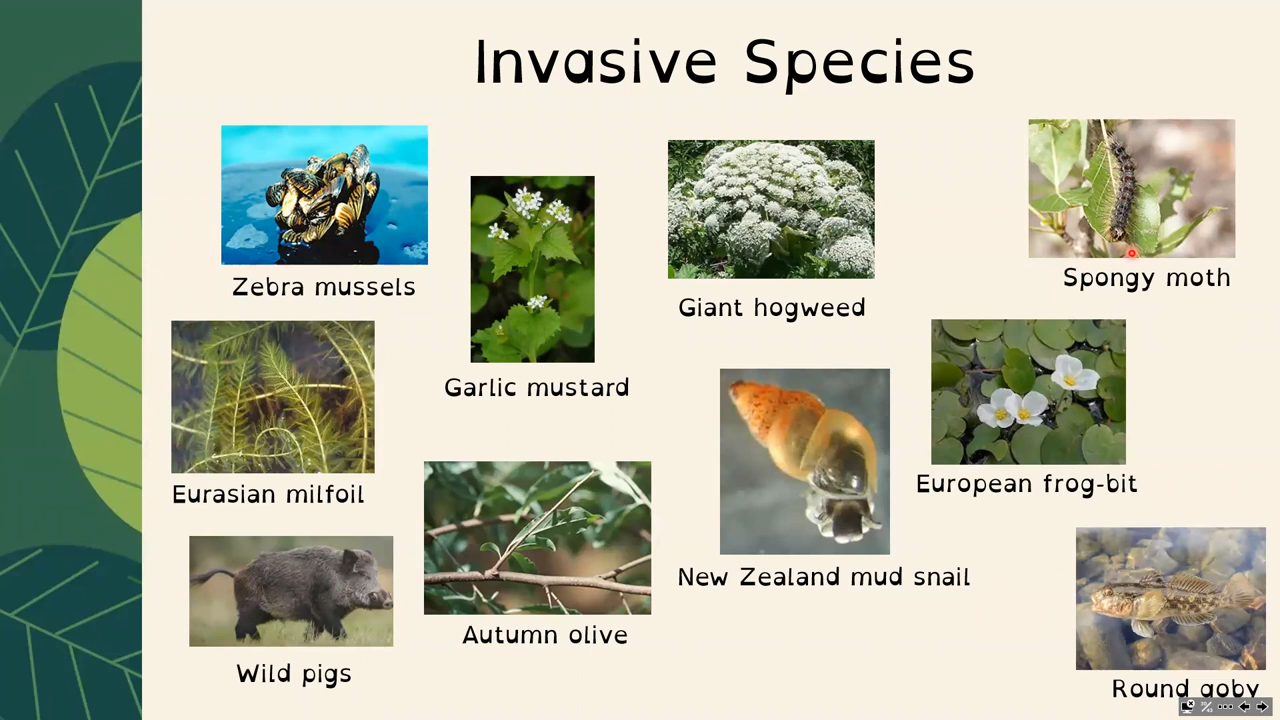 Invasive Species
Zebra mussels
Garlic mustard
Giant hogweed
Spongy moth
Eurasian milfoil
European frog-bit
New Zealand mud snail
Wild pigs
Autumn olive
Round goby